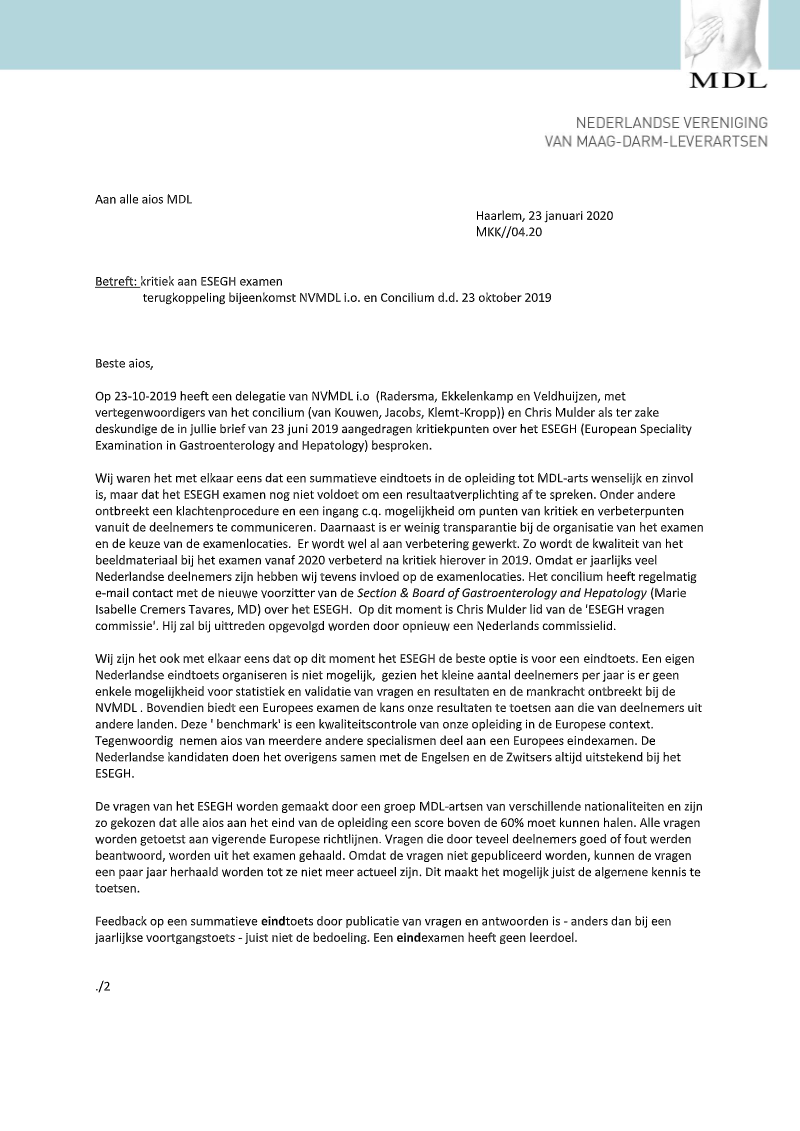 MDL
NEDERLANDSE VERENIGING
VAN MAAG-DARM-LEVERARTSEN
Aan alle aios MDL
Haarlem, 23 januari 2020
MKK//04.20
Betreft: kritiek aan ESEGH examen
terugkoppeling bijeenkomst NVMDL i.o. en Concilium d.d. 23 oktober 2019
Beste aios,
Op 23-10-2019 heeft een delegatie van NVMDL i.o (Radersma, Ekkelenkamp en Veldhuijzen, met
vertegenwoordigers van het concilium (van Kouwen, Jacobs, Klemt-Kropp)) en Chris Mulder als ter zake
deskundige de in jullie brief van 23 juni 2019 aangedragen kritiekpunten over het ESEGH (European Speciality
Examination in Gastroenterology and Hepatology) besproken.
Wij waren het met elkaar eens dat een summatieve eindtoets in de opleiding tot MDL-arts wenselijk en zinvol
is, maar dat het ESEGH examen nog niet voldoet om een resultaatverplichting af te spreken. Onder andere
ontbreekt een klachtenprocedure en een ingang c.q. mogelijkheid om punten van kritiek en verbeterpunten
vanuit de deelnemers te communiceren. Daarnaast is er weinig transparantie bij de organisatie van het examen
en de keuze van de examenlocaties. Er wordt wel al aan verbetering gewerkt. Zo wordt de kwaliteit van het
beeldmateriaal bij het examen vanaf 2020 verbeterd na kritiek hierover in 2019. Omdat er jaarlijks veel
Nederlandse deelnemers zijn hebben wij tevens invloed op de examenlocaties. Het concilium heeft regelmatig
e-mail contact met de nieuwe voorzitter van de Section & Board of Gastroenterology and Hepatology (Marie
Isabelle Cremers Tavares, MD) over het ESEGH. Op dit moment is Chris Mulder lid van de 'ESEGH vragen
commissie'. Hij zal bij uittreden opgevolgd worden door opnieuw een Nederlands commissielid.
Wij zijn het ook met elkaar eens dat op dit moment het ESEGH de beste optie is voor een eindtoets. Een eigen
Nederlandse eindtoets organiseren is niet mogelijk, gezien het kleine aantal deelnemers per jaar is er geen
enkele mogelijkheid voor statistiek en validatie van vragen en resultaten en de mankracht ontbreekt bij de
NVMDL . Bovendien biedt een Europees examen de kans onze resultaten te toetsen aan die van deelnemers uit
andere landen. Deze ' benchmark' is een kwaliteitscontrole van onze opleiding in de Europese context.
Tegenwoordig nemen aios van meerdere andere specialismen deel aan een Europees eindexamen. De
Nederlandse kandidaten doen het overigens samen met de Engelsen en de Zwitsers altijd uitstekend bij het
ESEGH.
De vragen van het ESEGH worden gemaakt door een groep MDL-artsen van verschillende nationaliteiten en zijn
zo gekozen dat alle aios aan het eind van de opleiding een score boven de 60% moet kunnen halen. Alle vragen
worden getoetst aan vigerende Europese richtlijnen. Vragen die door teveel deelnemers goed of fout werden
beantwoord, worden uit het examen gehaald. Omdat de vragen niet gepubliceerd worden, kunnen de vragen
een paar jaar herhaald worden tot ze niet meer actueel zijn. Dit maakt het mogelijk juist de algemene kennis te
toetsen.
Feedback op een summatieve eindtoets door publicatie van vragen en antwoorden is - anders dan bij een
jaarlijkse voortgangstoets - juist niet de bedoeling. Een eindexamen heeft geen leerdoel.
./2